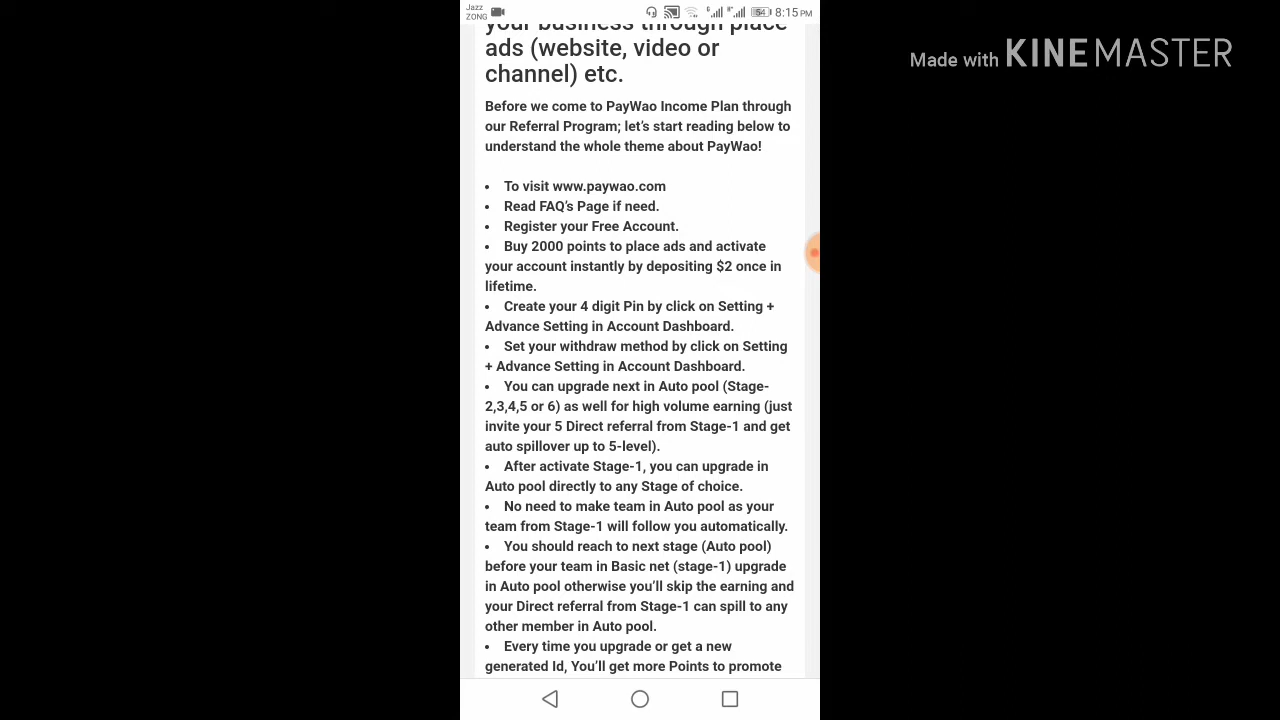 Jazz
ZONG
54
8:15 PM
Made with KINEMASTER
your business through place
ads (website, video or
channel) etc.
Before we come to PayWao Income Plan through
our Referral Program; let's start reading below to
understand the whole theme about PayWao!
• To visit www.paywao.com
• Read FAQ's Page if need.
• Register your Free Account.
• Buy 2000 points to place ads and activate
your account instantly by depositing $2 once in
lifetime.
• Create your 4 digit Pin by click on Setting +
Advance Setting in Account Dashboard.
• Set your withdraw method by click on Setting
+ Advance Setting in Account Dashboard.
• You can upgrade next in Auto pool (Stage-
2,3,4,5 or 6) as well for high volume earning (just
invite your 5 Direct referral from Stage-1 and get
auto spillover up to 5-level).
• After activate Stage-1, you can upgrade in
Auto pool directly to any Stage of choice.
• No need to make team in Auto pool as your
team from Stage-1 will follow you automatically.
• You should reach to next stage (Auto pool)
before your team in Basic net (stage-1) upgrade
in Auto pool otherwise you'll skip the earning and
your Direct referral from Stage-1 can spill to any
other member in Auto pool.
• Every time you upgrade or get a new
generated Id, You'll get more Points to promote